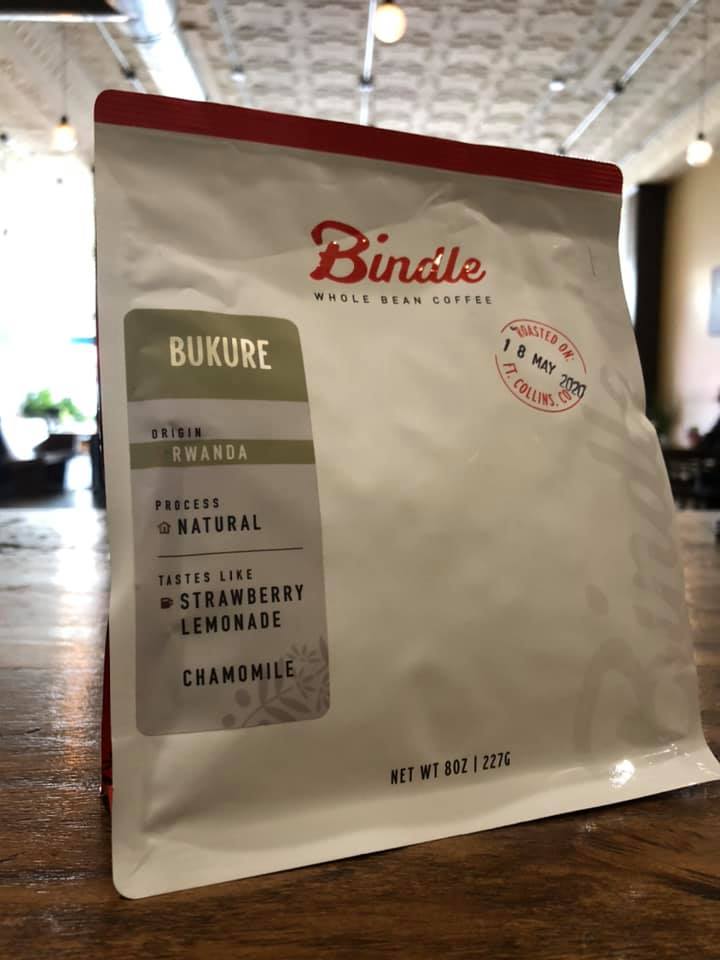 Bindle
WHOLE BEAN COFFEE
ROASTED ON:
18 MAY 2020
FT. COLLINS, CO
BUKURE
ORIGIN
RWANDA
PROCESS
NATURAL
TASTES LIKE
STRAWBERRY
LEMONADE
CHAMOMILE
NET WT 8OZ | 227G
Bindle